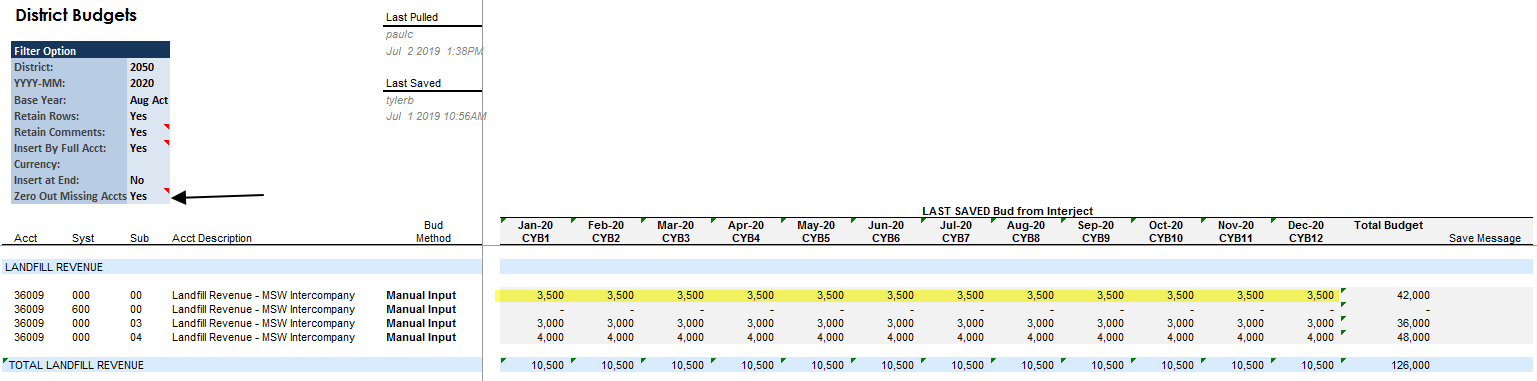 District Budgets
Last Pulled
paulc
Jul 2 2019 1:38PM
Filter Option
District: 2050
YYYY-MM: 2020
Base Year: Aug Act
Retain Rows: Yes
Retain Comments: Yes
Insert By Full Acct: Yes
Currency:
Insert at End: No
Zero Out Missing Accts Yes
Last Saved
tylerb
Jul 1 2019 10:56AM
LAST SAVED Bud from Interject
Bud Jan-20 Feb-20 Mar-20 Apr-20 May-20 Jun-20 Jul-20 Aug-20 Sep-20 Oct-20 Nov-20 Dec-20 Total Budget
Acct Syst Sub Acct Description Method CYB1 CYB2 CYB3 CYB4 CYB5 CYB6 CYB7 CYB8 CYB9 CYB10 CYB11 CYB12 Save Message
LANDFILL REVENUE
36009 000 00 Landfill Revenue - MSW Intercompany Manual Input 3,500 3,500 3,500 3,500 3,500 3,500 3,500 3,500 3,500 3,500 3,500 3,500 42,000
36009 600 00 Landfill Revenue - MSW Intercompany Manual Input - - - - - - - - - - - - -
36009 000 03 Landfill Revenue - MSW Intercompany Manual Input 3,000 3,000 3,000 3,000 3,000 3,000 3,000 3,000 3,000 3,000 3,000 3,000 36,000
36009 000 04 Landfill Revenue - MSW Intercompany Manual Input 4,000 4,000 4,000 4,000 4,000 4,000 4,000 4,000 4,000 4,000 4,000 4,000 48,000
TOTAL LANDFILL REVENUE 10,500 10,500 10,500 10,500 10,500 10,500 10,500 10,500 10,500 10,500 10,500 10,500 126,000